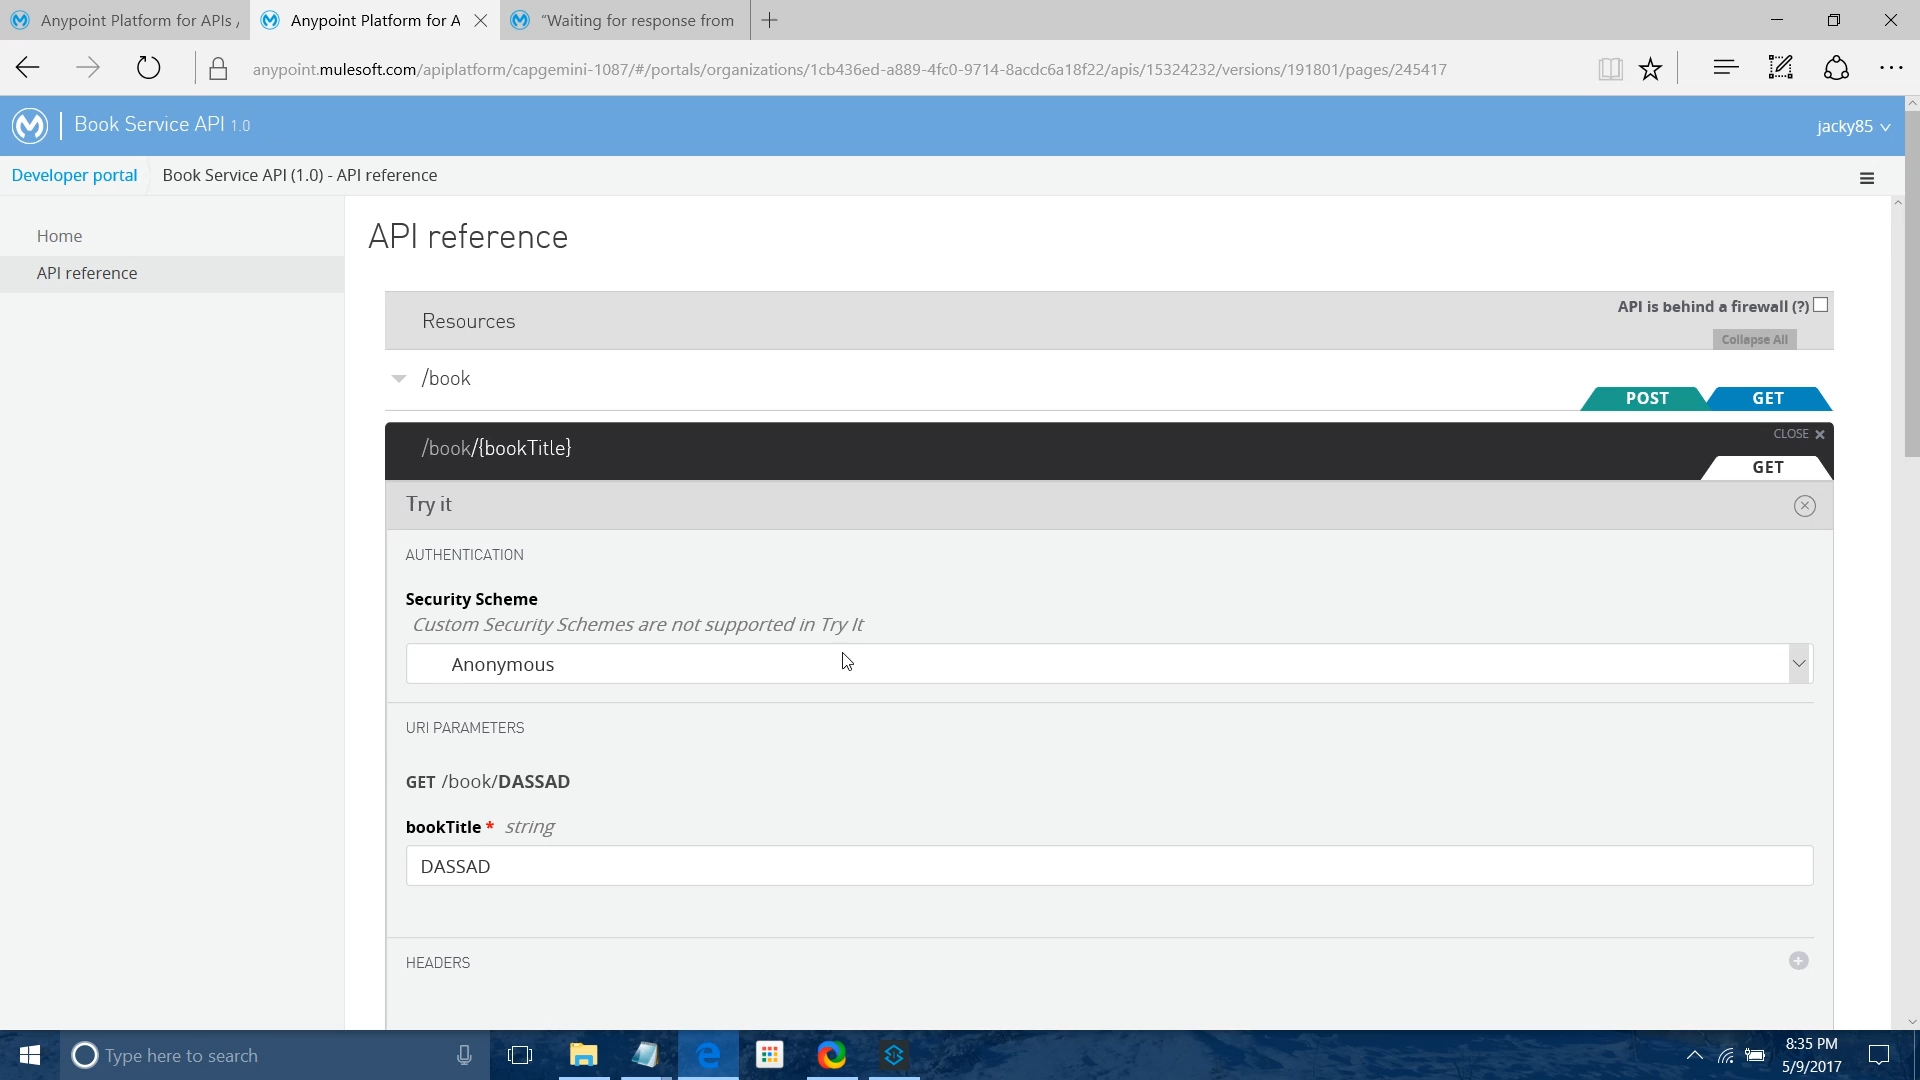 Anypoint Platform for APIs,
Anypoint Platform for A
"Waiting for response from
anypoint.mulesoft.com/apiplatform/capgemini-1087/#/portals/organizations/1cb436ed-a889-4fc0-9714-8acdc6a18f22/apis/15324232/versions/191801/pages/245417
Book Service API 1.0
jacky85
Developer portal
Book Service API (1.0) - API reference
Home
API reference
API reference
API is behind a firewall (?)
Resources
Collapse All
/book
POST
GET
CLOSE
/book/{bookTitle}
GET
Try it
AUTHENTICATION
Security Scheme
Custom Security Schemes are not supported in Try It
Anonymous
URI PARAMETERS
GET /book/DASSAD
bookTitle * string
DASSAD
HEADERS
Type here to search
8:35 PM
5/9/2017